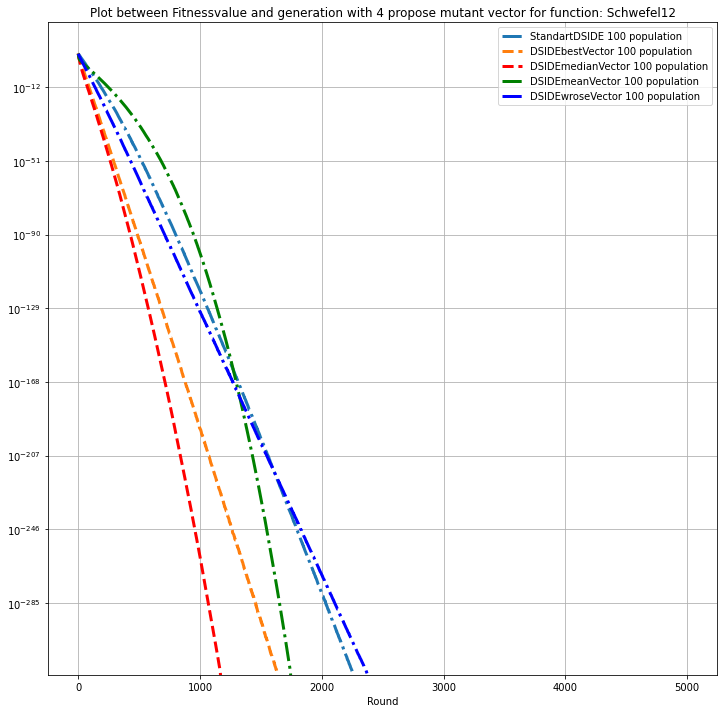 Plot between Fitnessvalue and generation with 4 propose mutant vector for function: Schwefel12
StandartDSIDE 100 population
DSIDEbestVector 100 population
DSIDEmedianVector 100 population
DSIDEmeanVector 100 population
DSIDEwroseVector 100 population
10⁻¹²
10⁻⁵¹
10⁻⁹⁰
10⁻¹²⁹
10⁻¹⁶⁸
10⁻²⁰⁷
10⁻²⁴⁶
10⁻²⁸⁵
0 1000 2000 3000 4000 5000
Round